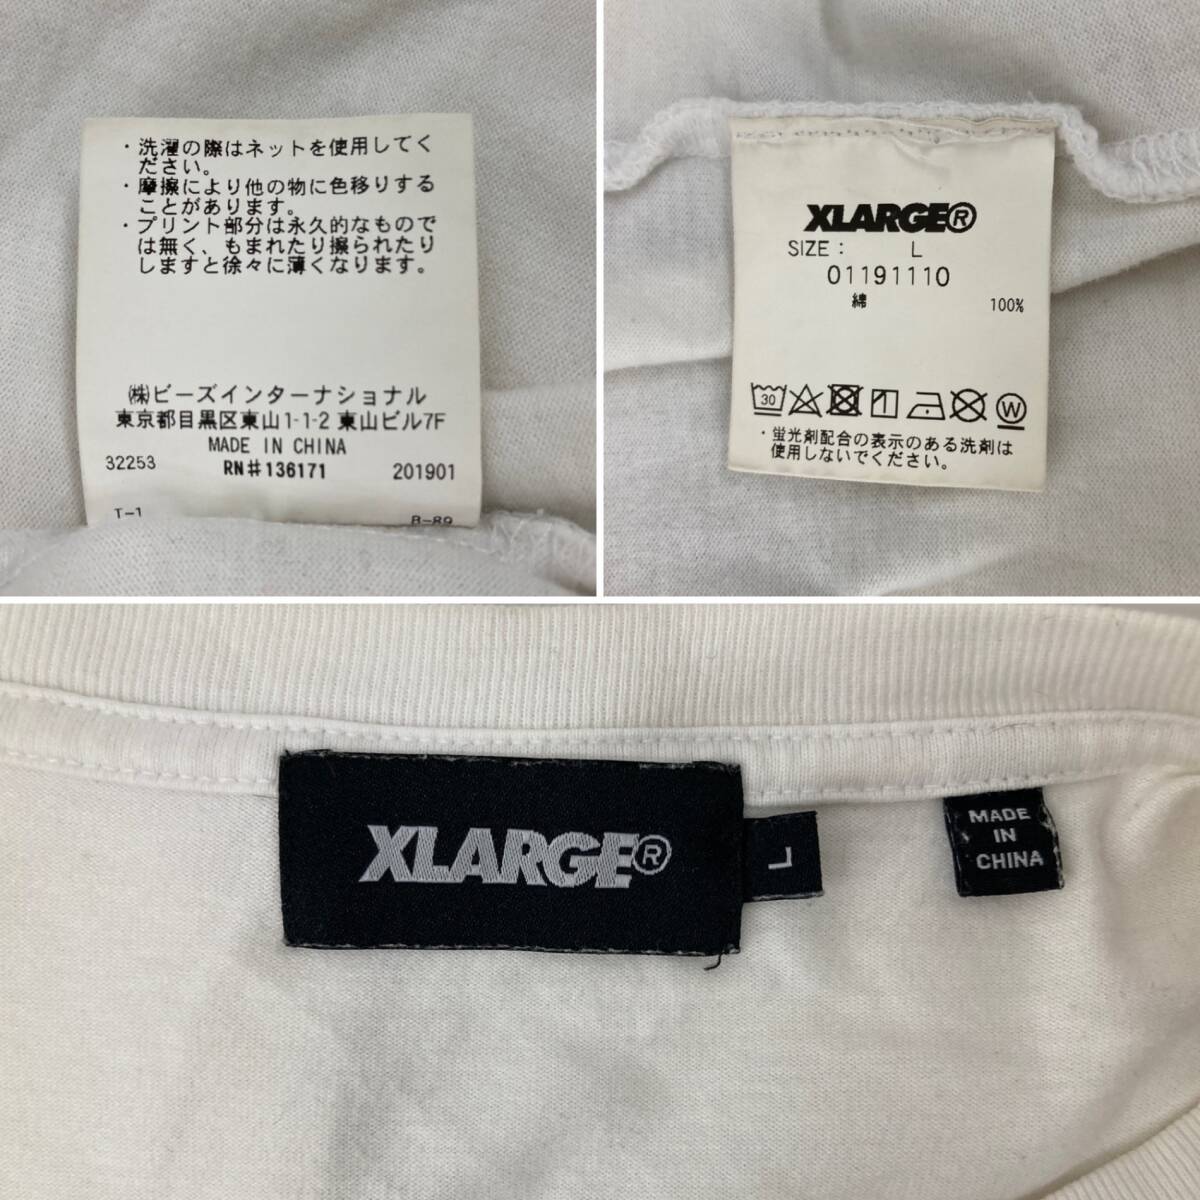 ・洗濯の際はネットを使用してく
ださい。
・摩擦により他の物に色移りする
ことがあります。
・プリント部分は永久的なもので
は無く、もまれたり擦られたり
しますと徐々に薄くなります。
㈱ビーズインターナショナル
東京都目黒区東山1-1-2 東山ビル7F
MADE IN CHINA
32253 RN#136171 201901
T-1 B-89
XLARGE®
SIZE: L
01191110
綿 100%
30
W
・蛍光剤配合の表示のある洗剤は
使用しないでください。
XLARGE®
L
MADE
IN
CHINA